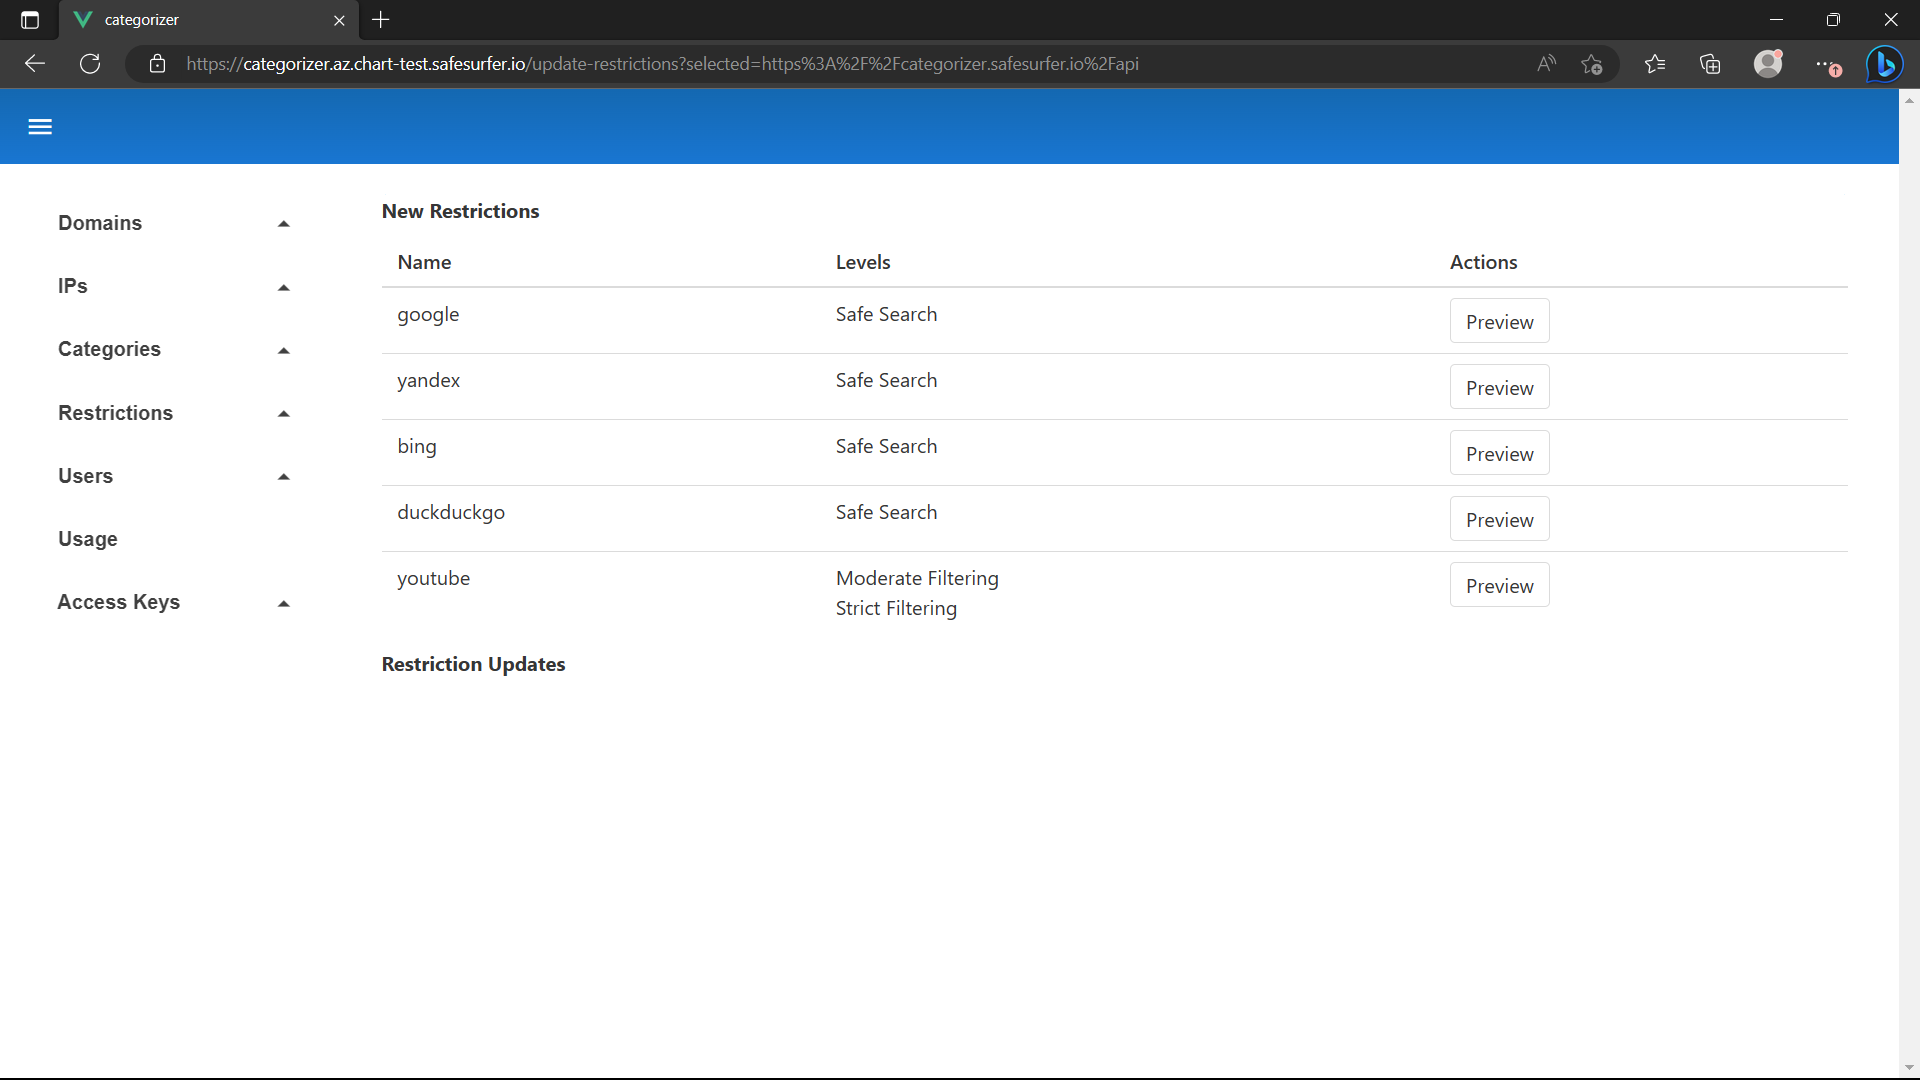 categorizer
https://categorizer.az.chart-test.safesurfer.io/update-restrictions?selected=https%3A%2F%2Fcategorizer.safesurfer.io%2Fapi
Domains
IPs
Categories
Restrictions
Users
Usage
Access Keys
New Restrictions
Name Levels Actions
google Safe Search Preview
yandex Safe Search Preview
bing Safe Search Preview
duckduckgo Safe Search Preview
youtube Moderate Filtering Preview
Strict Filtering
Restriction Updates